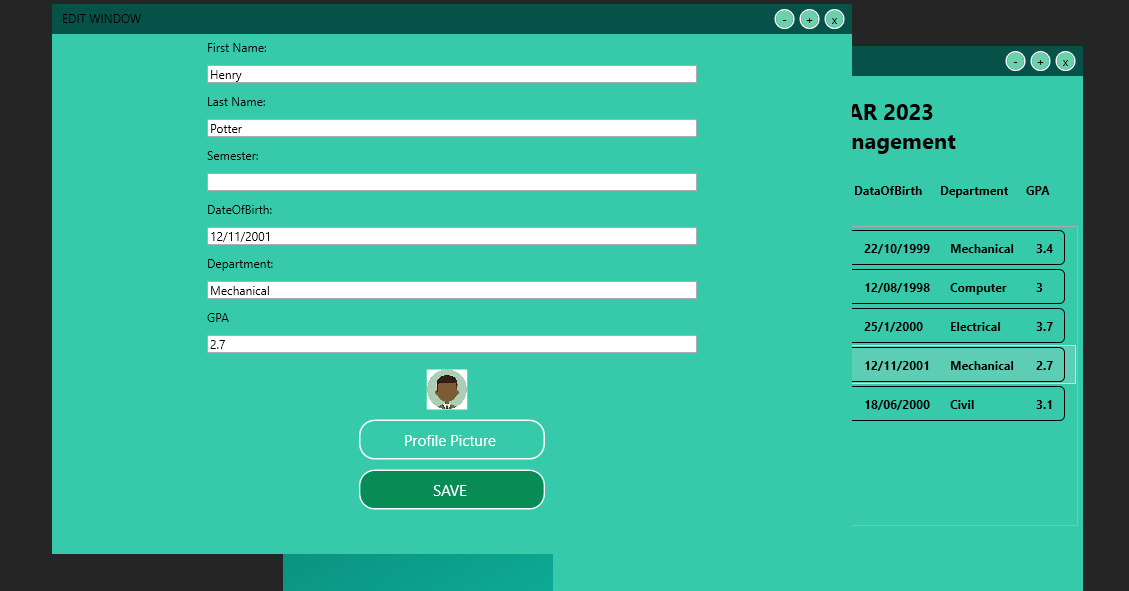 EDIT WINDOW
- + x
First Name:
Henry
Last Name:
Potter
Semester:
DateOfBirth:
12/11/2001
Department:
Mechanical
GPA
2.7
Profile Picture
SAVE
- + x
AR 2023
nagement
DataOfBirth Department GPA
22/10/1999 Mechanical 3.4
12/08/1998 Computer 3
25/1/2000 Electrical 3.7
12/11/2001 Mechanical 2.7
18/06/2000 Civil 3.1